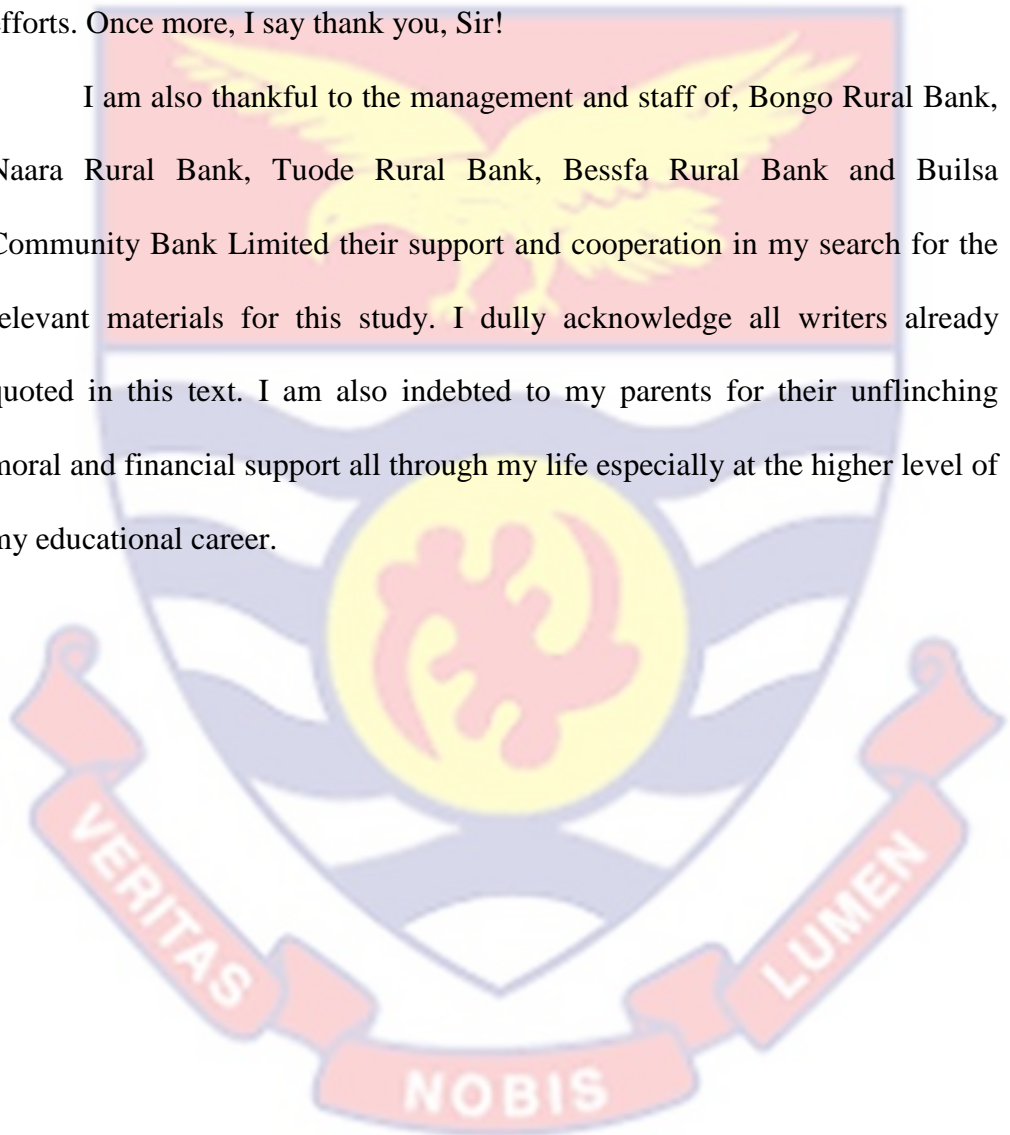 efforts. Once more, I say thank you, Sir!
I am also thankful to the management and staff of, Bongo Rural Bank,
Naara Rural Bank, Tuode Rural Bank, Bessfa Rural Bank and Builsa
Community Bank Limited their support and cooperation in my search for the
relevant materials for this study. I dully acknowledge all writers already
quoted in this text. I am also indebted to my parents for their unflinching
moral and financial support all through my life especially at the higher level of
my educational career.
VERITAS
NOBIS
LUMEN